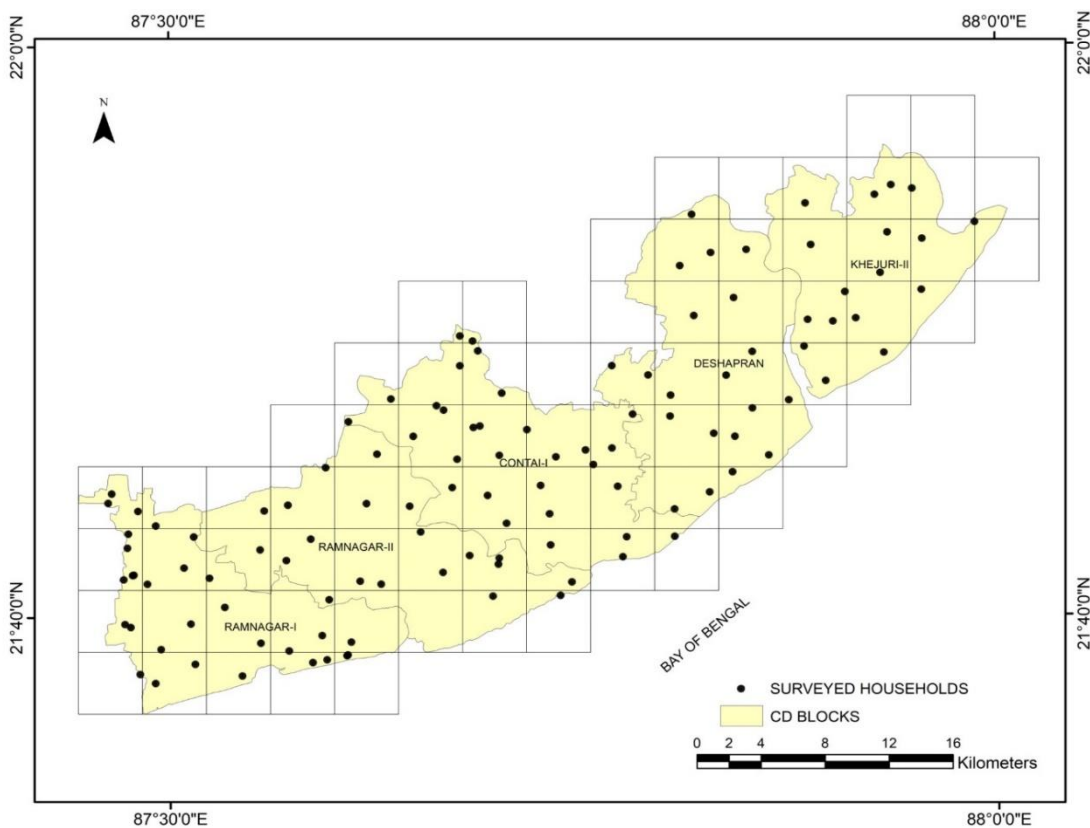 87°30'0"E 88°0'0"E
22°0'0"N 22°0'0"N
N
KHEJURI-II
DESHAPRAN
CONTAI-I
RAMNAGAR-II
RAMNAGAR-I
21°40'0"N 21°40'0"N
BAY OF BENGAL
SURVEYED HOUSEHOLDS
CD BLOCKS
0 2 4 8 12 16
Kilometers
87°30'0"E 88°0'0"E